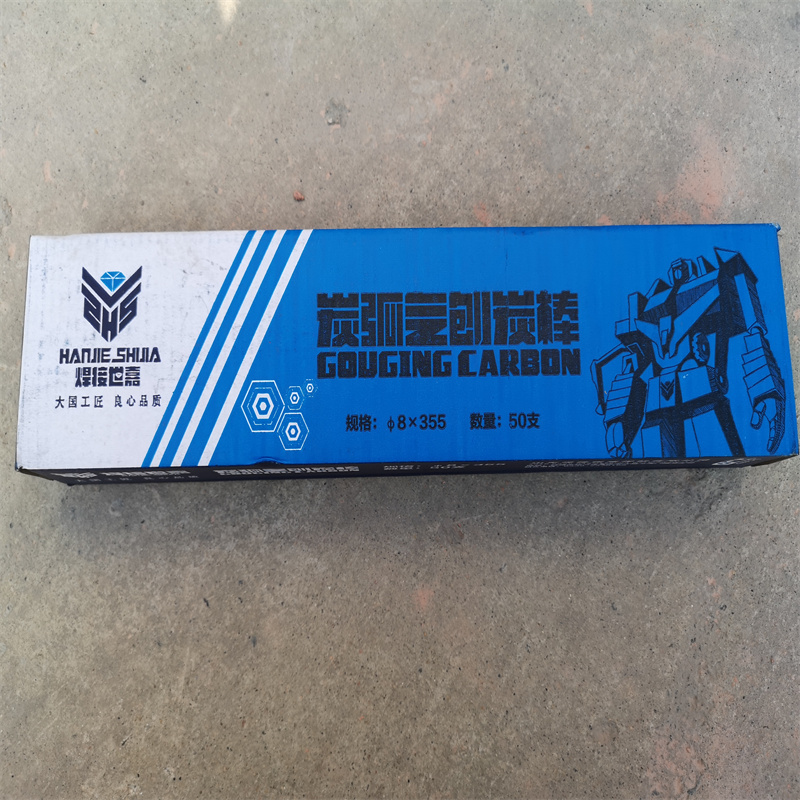 HANJIE SHIJIA
焊接世嘉
大国工匠 良心品质
炭弧气刨炭棒
GOUGING CARBON
规格: ф8×355 数量: 50支